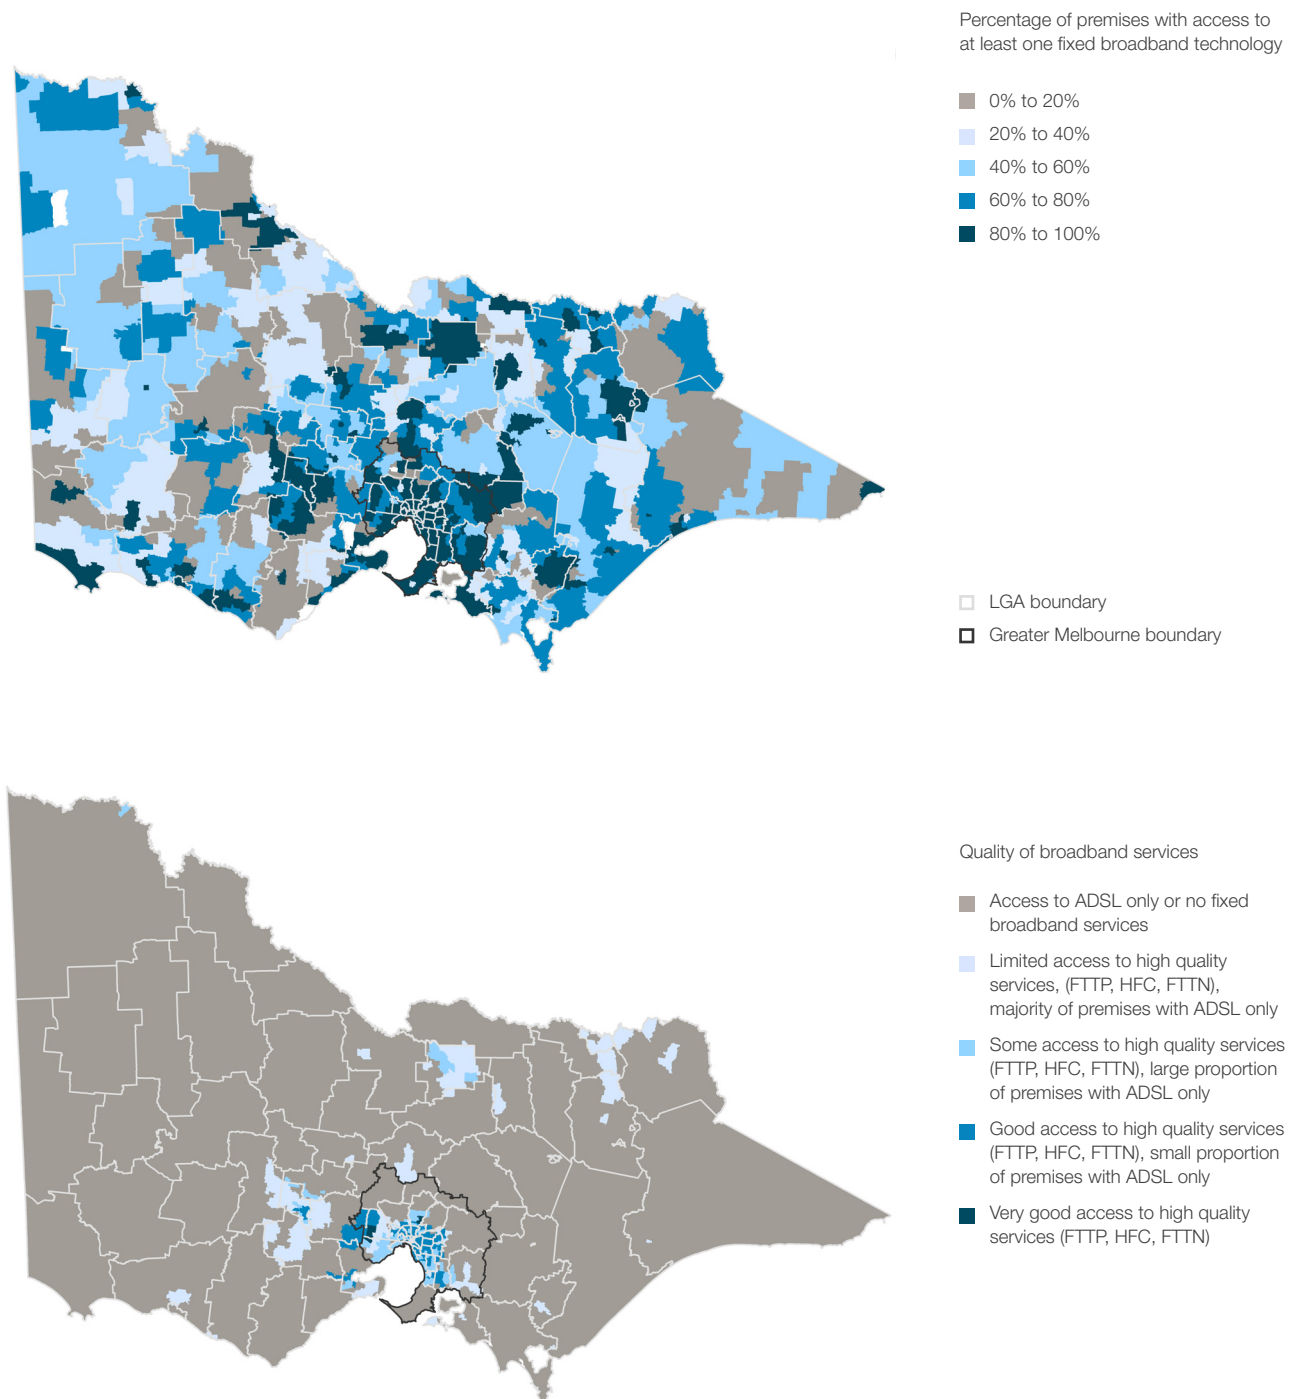 Percentage of premises with access to
at least one fixed broadband technology
0% to 20%
20% to 40%
40% to 60%
60% to 80%
80% to 100%
LGA boundary
Greater Melbourne boundary
Quality of broadband services
Access to ADSL only or no fixed
broadband services
Limited access to high quality
services, (FTTP, HFC, FTTN),
majority of premises with ADSL only
Some access to high quality services
(FTTP, HFC, FTTN), large proportion
of premises with ADSL only
Good access to high quality services
(FTTP, HFC, FTTN), small proportion
of premises with ADSL only
Very good access to high quality
services (FTTP, HFC, FTTN)